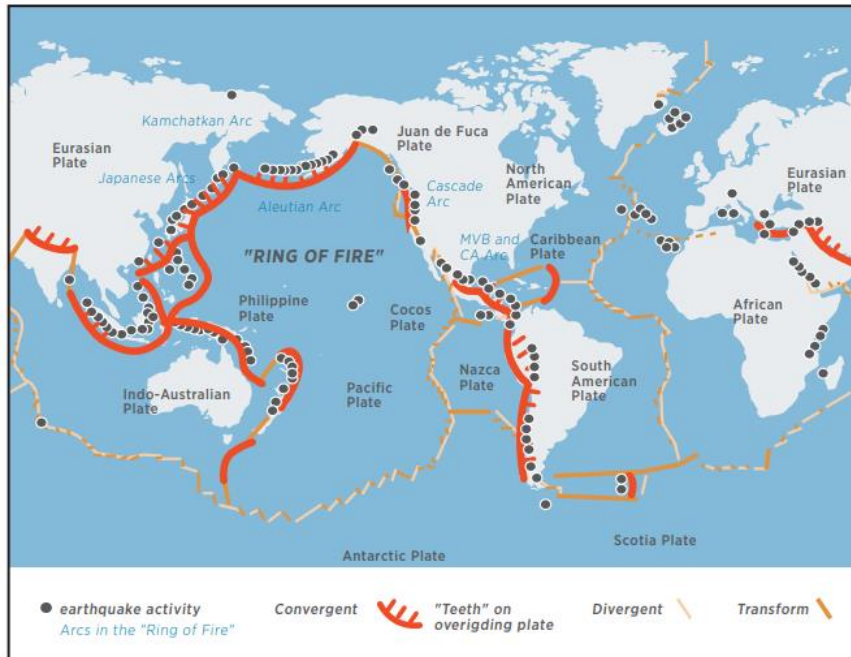 Kamchatkan Arc
Eurasian
Plate
Japanese Arcs
Aleutian Arc
Juan de Fuca
Plate
North
American
Plate
Cascade
Arc
Eurasian
Plate
"RING OF FIRE"
MVB and
CA Arc
Caribbean
Plate
Philippine
Plate
Cocos
Plate
African
Plate
Indo-Australian
Plate
Pacific
Plate
Nazca
Plate
South
American
Plate
Antarctic Plate
Scotia Plate
earthquake activity
Arcs in the "Ring of Fire"
Convergent
"Teeth" on
overigding plate
Divergent
Transform